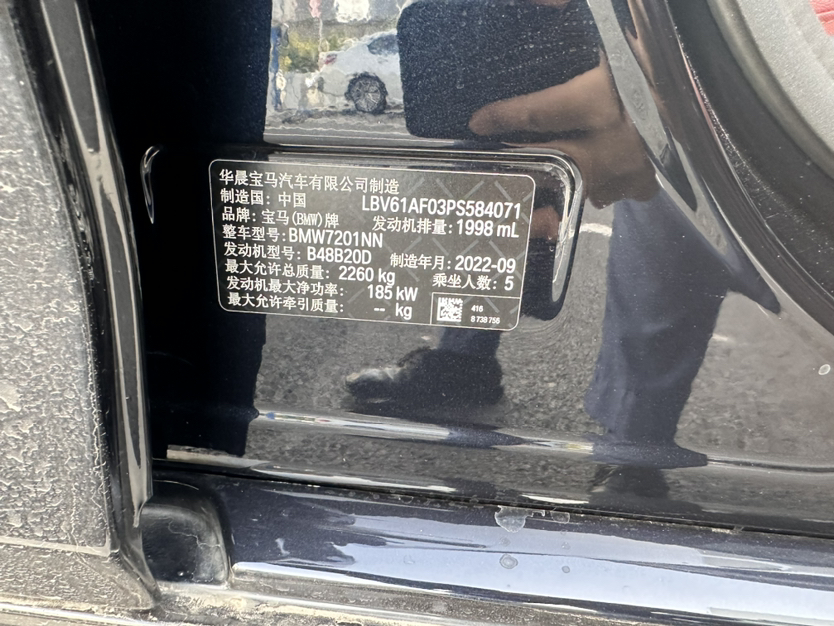 华晨宝马汽车有限公司制造
制造国: 中国 LBV61AF03PS584071
品牌: 宝马(BMW)牌 发动机排量: 1998 mL
整车型号: BMW7201NN
发动机型号: B48B20D 制造年月: 2022-09
最大允许总质量: 2260 kg 乘坐人数: 5
发动机最大净功率: 185 kW
最大允许牵引质量: -- kg
416
8 738 756